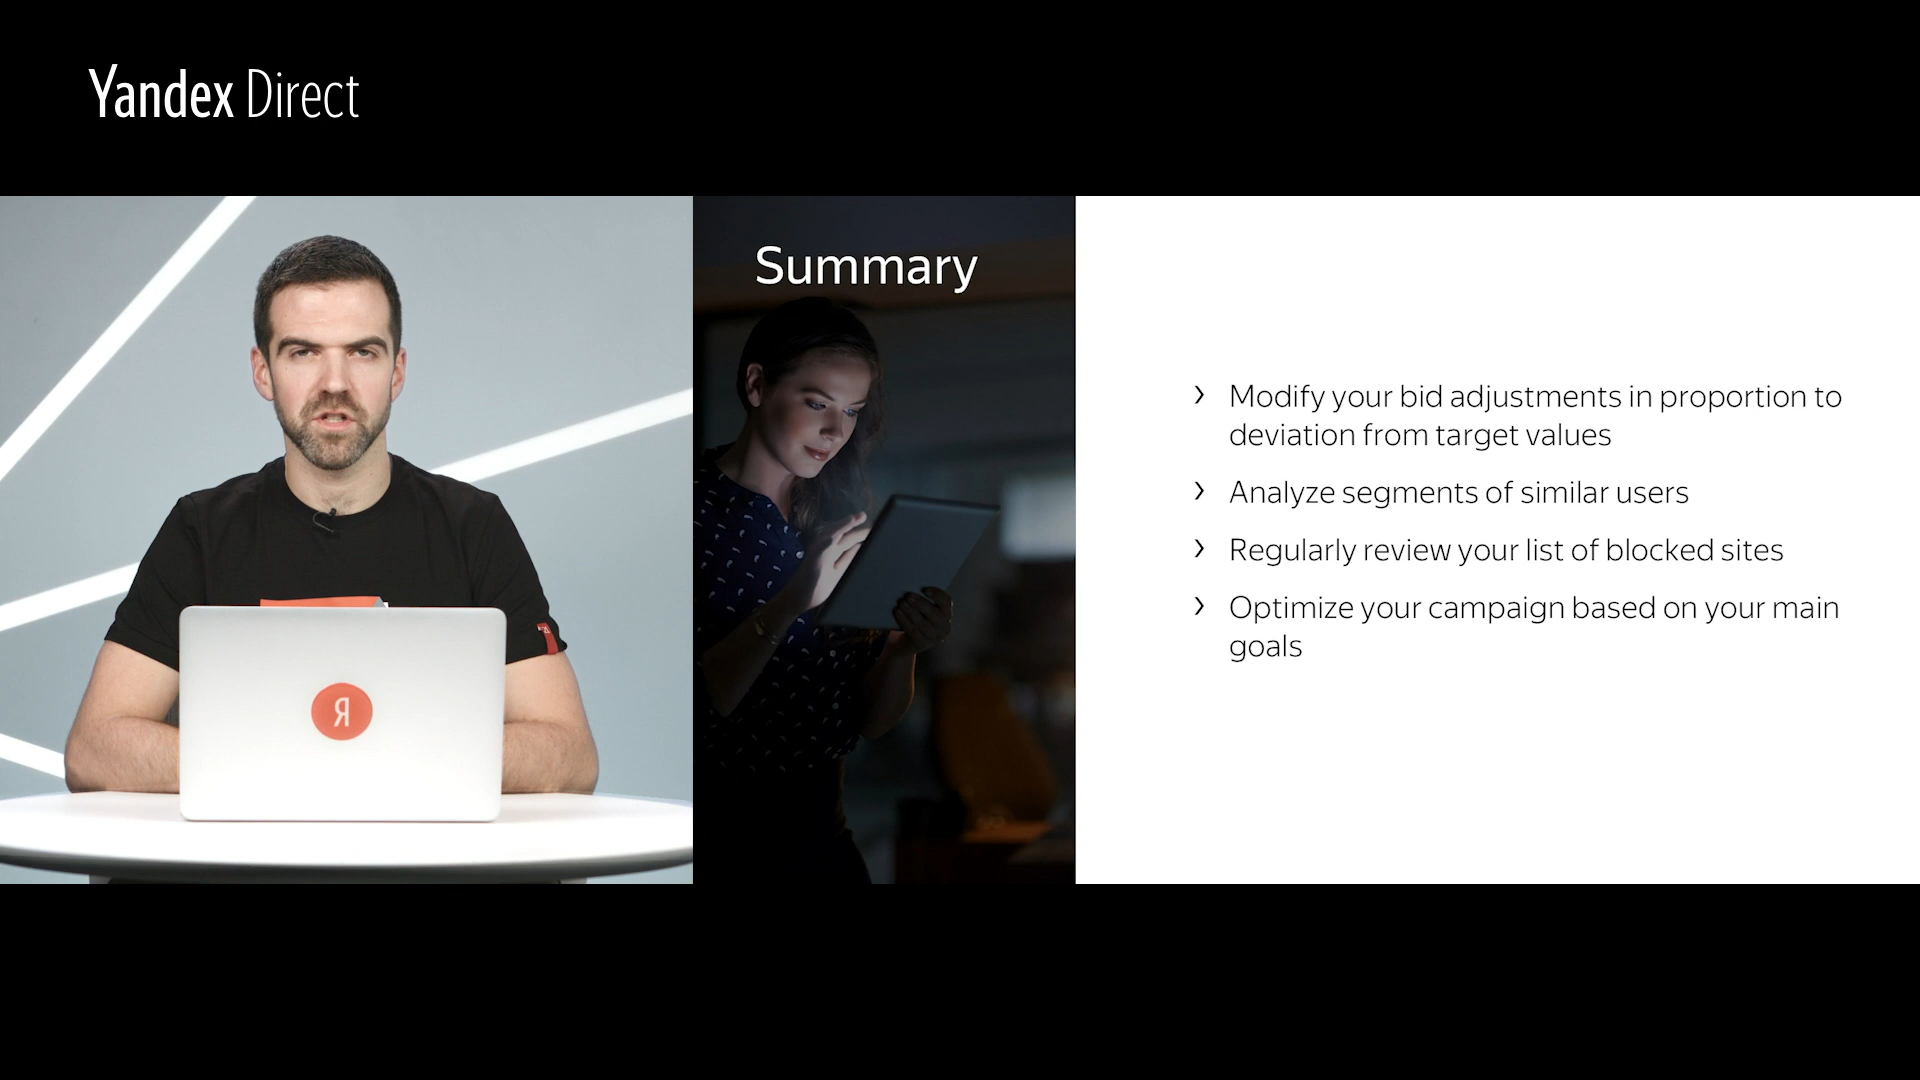 Yandex Direct
Summary
› Modify your bid adjustments in proportion to
deviation from target values
› Analyze segments of similar users
› Regularly review your list of blocked sites
› Optimize your campaign based on your main
goals
Я